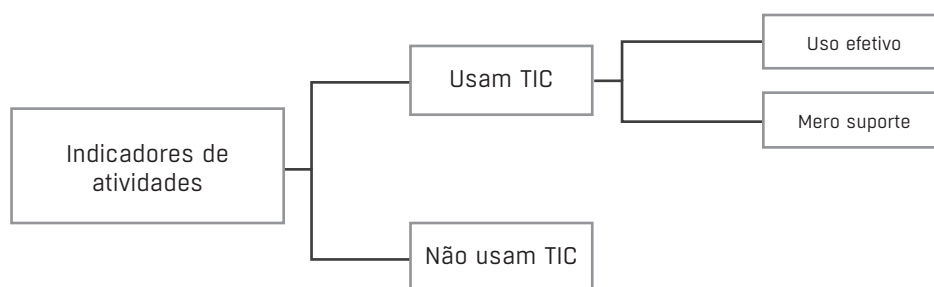 Indicadores de
atividades
Usam TIC
Não usam TIC
Uso efetivo
Mero suporte